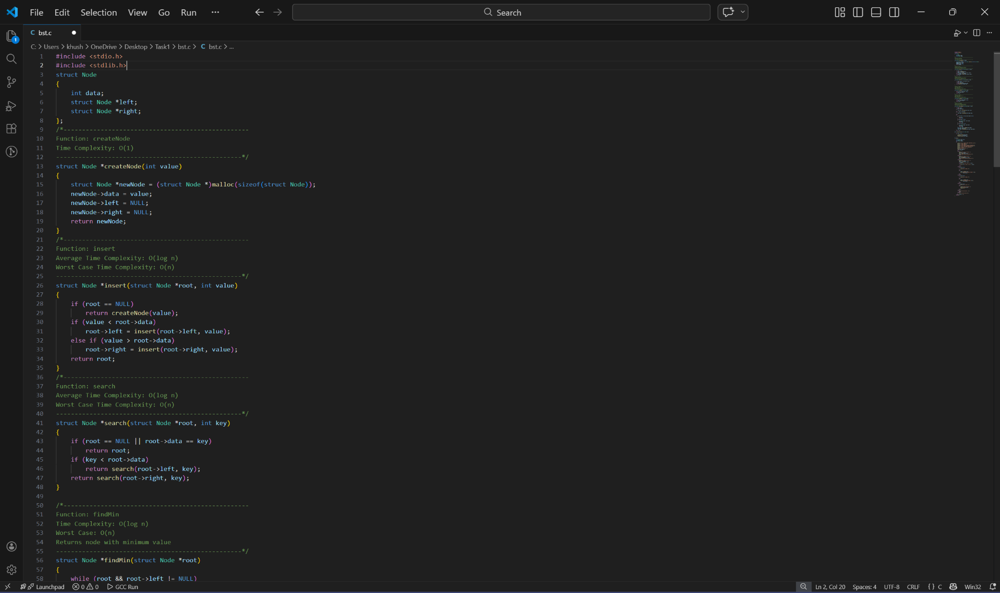 File Edit Selection View Go Run ··· Search
C bst.c
C: > Users > khush > OneDrive > Desktop > Task1 > bst.c > C bst.c > ...
1 #include <stdio.h>
2 #include <stdlib.h>
3 struct Node
4 {
5 int data;
6 struct Node *left;
7 struct Node *right;
8 };
9 /*--------------------------------------------------
10 Function: createNode
11 Time Complexity: O(1)
12 --------------------------------------------------*/
13 struct Node *createNode(int value)
14 {
15 struct Node *newNode = (struct Node *)malloc(sizeof(struct Node));
16 newNode->data = value;
17 newNode->left = NULL;
18 newNode->right = NULL;
19 return newNode;
20 }
21 /*--------------------------------------------------
22 Function: insert
23 Average Time Complexity: O(log n)
24 Worst Case Time Complexity: O(n)
25 --------------------------------------------------*/
26 struct Node *insert(struct Node *root, int value)
27 {
28 if (root == NULL)
29 return createNode(value);
30 if (value < root->data)
31 root->left = insert(root->left, value);
32 else if (value > root->data)
33 root->right = insert(root->right, value);
34 return root;
35 }
36 /*--------------------------------------------------
37 Function: search
38 Average Time Complexity: O(log n)
39 Worst Case Time Complexity: O(n)
40 --------------------------------------------------*/
41 struct Node *search(struct Node *root, int key)
42 {
43 if (root == NULL || root->data == key)
44 return root;
45 if (key < root->data)
46 return search(root->left, key);
47 return search(root->right, key);
48 }
49
50 /*--------------------------------------------------
51 Function: findMin
52 Time Complexity: O(log n)
53 Worst Case: O(n)
54 Returns node with minimum value
55 --------------------------------------------------*/
56 struct Node *findMin(struct Node *root)
57 {
58 while (root && root->left != NULL)
1
Launchpad 0 0 GCC Run Ln 2, Col 20 Spaces: 4 UTF-8 CRLF {} C Win32